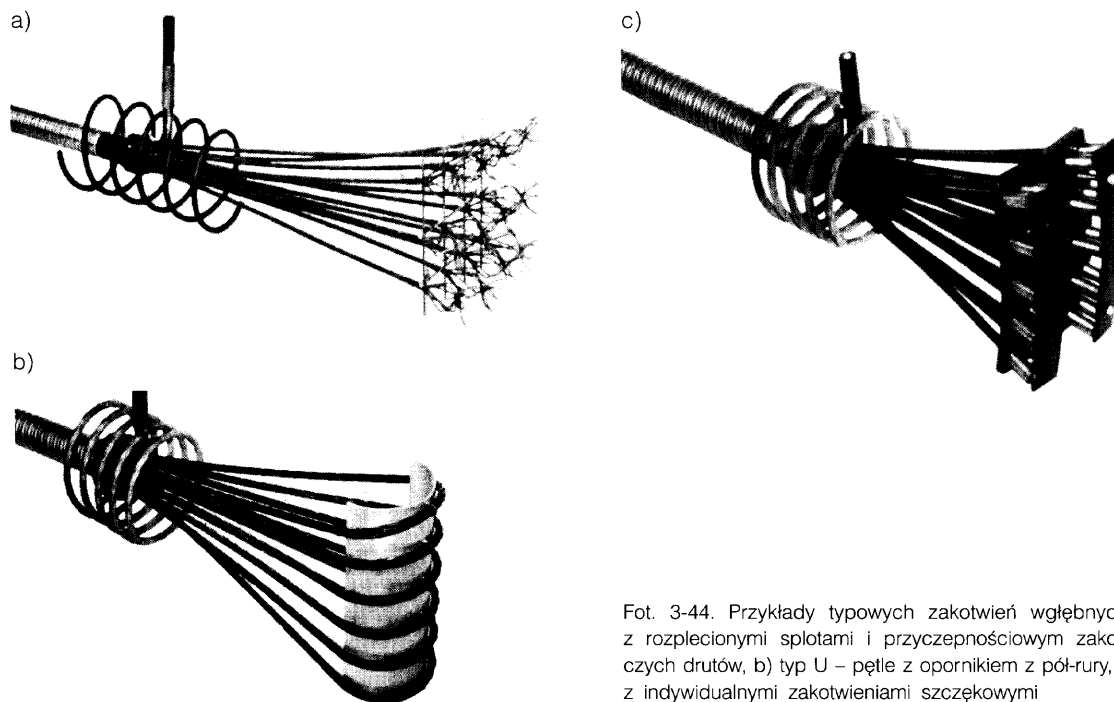 a)
c)
b)
Fot. 3-44. Przykłady typowych zakotwień wgłębnyc
z rozplecionymi splotami i przyczepnościowym zako
czych drutów, b) typ U – pętle z opornikiem z pół-rury,
z indywidualnymi zakotwieniami szczękowymi